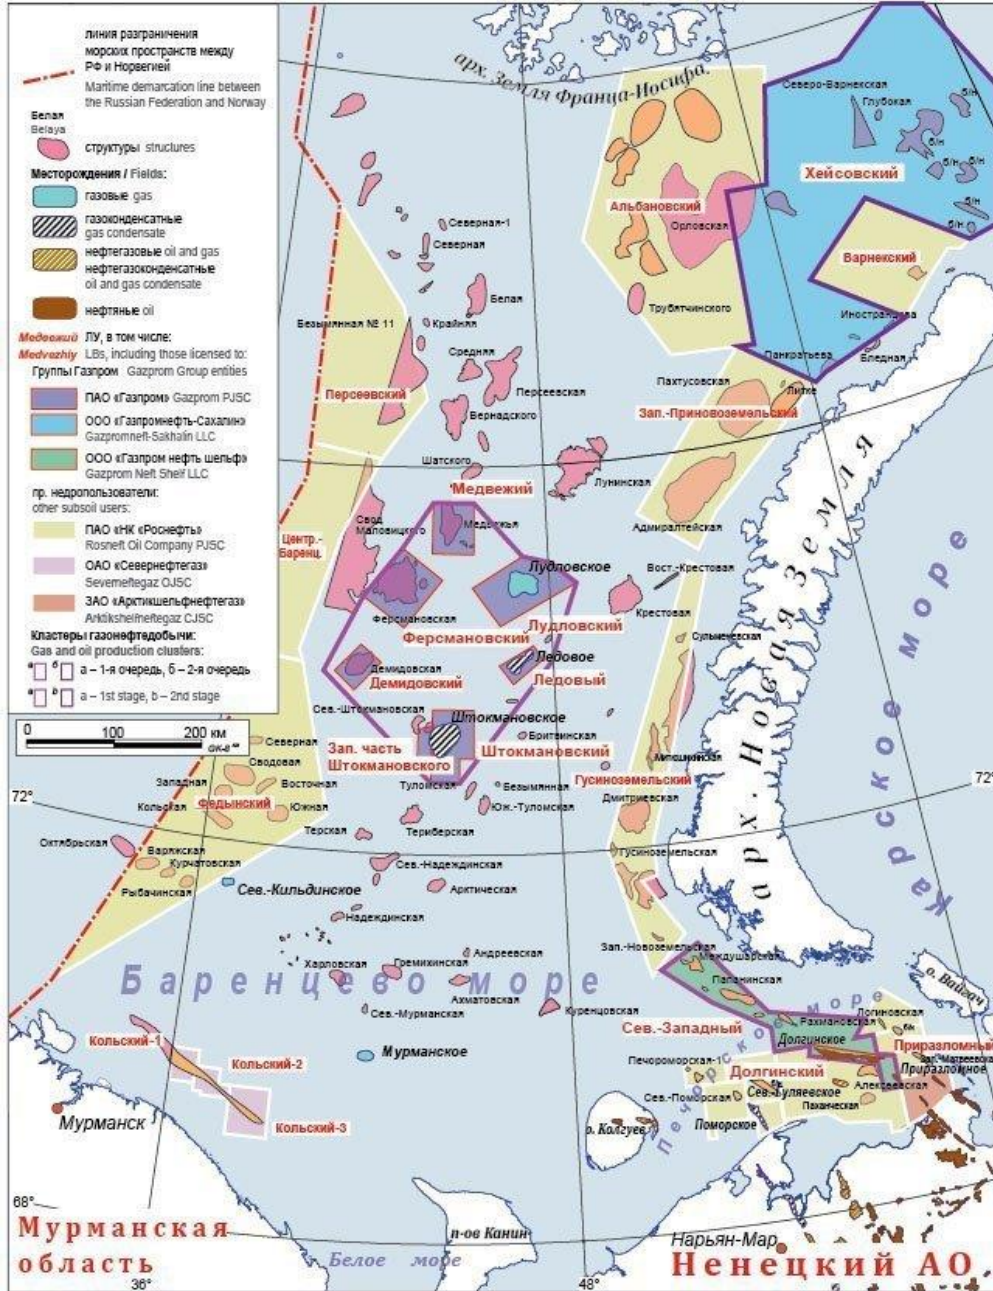 линия разграничения
морских пространств между
РФ и Норвегией
Maritime demarcation line between
the Russian Federation and Norway
Белая
Belaya
структуры structures
Месторождения / Fields:
газовые gas
газоконденсатные
gas condensate
нефтегазовые oil and gas
нефтегазоконденсатные
oil and gas condensate
нефтяные oil
Медвежий ЛУ, в том числе:
Medvezhiy LBs, including those licensed to:
Группы Газпром Gazprom Group entities
ПАО «Газпром» Gazprom PJSC
ООО «Газпромнефть-Сахалин»
Gazpromneft-Sakhalin LLC
ООО «Газпром нефть шельф»
Gazprom Neft Shelf LLC
пр. недропользователи:
other subsoil users:
ПАО «НК «Роснефть»
Rosneft Oil Company PJSC
ОАО «Севернефтегаз»
Severneftegaz OJSC
ЗАО «Арктикшельфнефтегаз»
Arktikshelfneftegaz CJSC
Кластеры газонефтедобычи:
Gas and oil production clusters:
а б а – 1-я очередь, б – 2-я очередь
a b a – 1st stage, b – 2nd stage
0 100 200 км
арх. Земля Франца-Иосифа
Северо-Варнекская
Глубокая
б/н
б/н
б/н
б/н
б/н
б/н
Хейсовский
Альбановский
Орловская
Варнекский
Трубятчинского
Иностранцева
Панкратьева
Бледная
Литке
Пахтусовская
Зап.-Приновоземельский
Адмиралтейская
Северная-1
Северная
Белая
Безымянная № 11
Крайняя
Средняя
Персеевская
Персеевский
Вернадского
Шатского
Лунинская
Медвежий
Медвежья
Свод
Маловицкого
Центр.-
Баренц.
Лудловское
Вост.-Крестовая
Крестовая
Ферсмановская
Ферсмановский
Лудловский
Сульменевская
Ледовое
Ледовый
Демидовская
Демидовский
Сев.-Штокмановская
Штокмановское
Бритвинская
Зап. часть
Штокмановского
Штокмановский
Митюшихинская
Гусиноземельский
Северная
Сводовая
Западная
Восточная
Кольская
Федынский
Южная
Туломская
Безымянная
Юж.-Туломская
Дмитриевская
72°
72°
Октябрьская
Терская
Териберская
Варяжская
Курчатовская
Рыбачинская
Сев.-Надеждинская
Гусиноземельская
Сев.-Кильдинское
Арктическая
Надеждинская
арх. Новая Земля
Карское море
Андреевская
Зап.-Новоземельская
Междушарская
Харловская
Гремихинская
Папанинская
Баренцево море
о. Вайгач
Ахматовская
Куренцовская
Сев.-Мурманская
Печорское море
Логиновская
Рахмановская
Сев.-Западный
Долгинское
Приразломный
Зап. Матвеевская
Кольский-1
Мурманское
Печороморская-1
Долгинский
Приразломное
Кольский-2
Сев.-Гуляевское
Алексеевская
Сев.-Поморская
Паханческая
Кольский-3
Поморское
Мурманск
о. Колгуев
68°
Мурманская
область
п-ов Канин
Белое море
Нарьян-Мар
Ненецкий АО
36°
48°